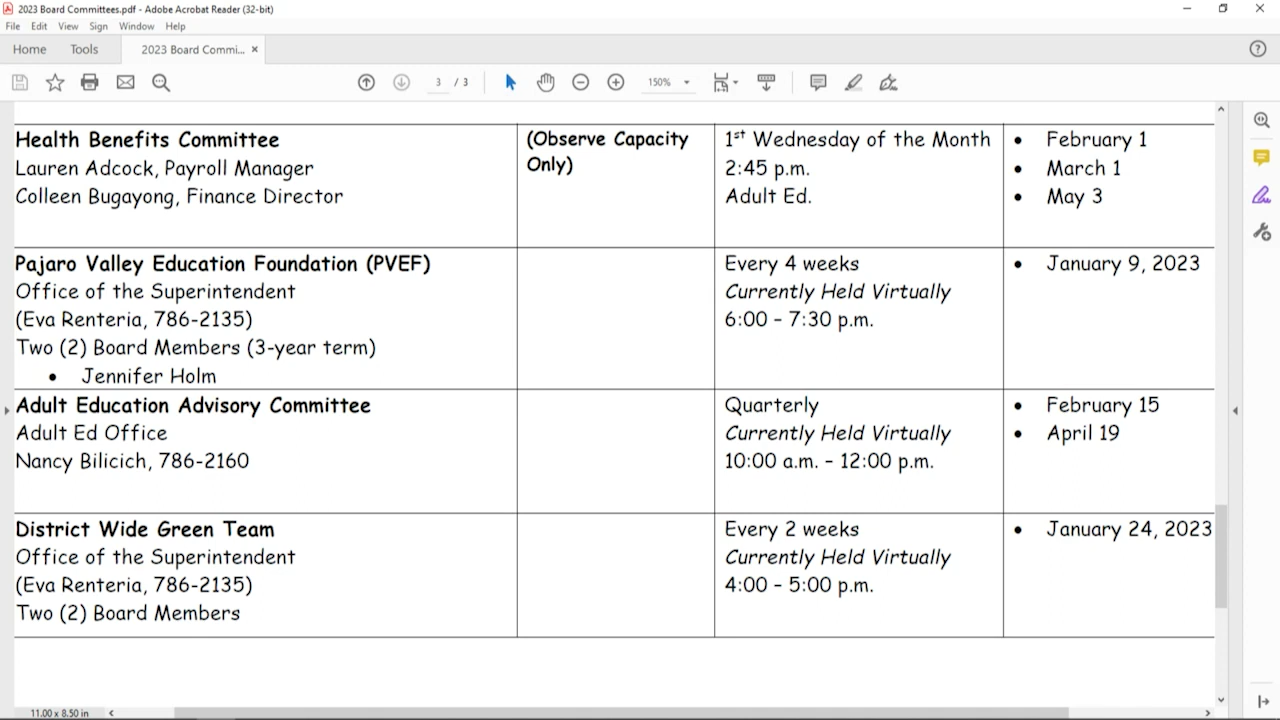 2023 Board Committees.pdf - Adobe Acrobat Reader (32-bit)
File Edit View Sign Window Help
Home Tools 2023 Board Commi... ×
3 / 3 150%
Health Benefits Committee
Lauren Adcock, Payroll Manager
Colleen Bugayong, Finance Director
(Observe Capacity
Only)
1st Wednesday of the Month
2:45 p.m.
Adult Ed.
• February 1
• March 1
• May 3
Pajaro Valley Education Foundation (PVEF)
Office of the Superintendent
(Eva Renteria, 786-2135)
Two (2) Board Members (3-year term)
• Jennifer Holm
Every 4 weeks
Currently Held Virtually
6:00 – 7:30 p.m.
• January 9, 2023
Adult Education Advisory Committee
Adult Ed Office
Nancy Bilicich, 786-2160
Quarterly
Currently Held Virtually
10:00 a.m. – 12:00 p.m.
• February 15
• April 19
District Wide Green Team
Office of the Superintendent
(Eva Renteria, 786-2135)
Two (2) Board Members
Every 2 weeks
Currently Held Virtually
4:00 – 5:00 p.m.
• January 24, 2023
11.00 x 8.50 in